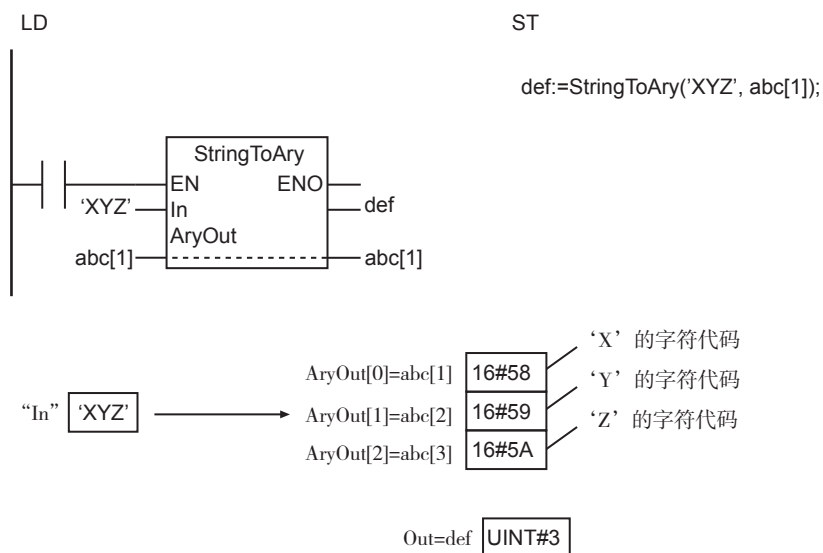 LD
ST
def:=StringToAry('XYZ', abc[1]);
StringToAry
EN ENO
‘XYZ’ In def
AryOut
abc[1] abc[1]
‘X’的字符代码
AryOut[0]=abc[1] 16#58
‘Y’的字符代码
“In” ‘XYZ’ AryOut[1]=abc[2] 16#59
‘Z’的字符代码
AryOut[2]=abc[3] 16#5A
Out=def UINT#3